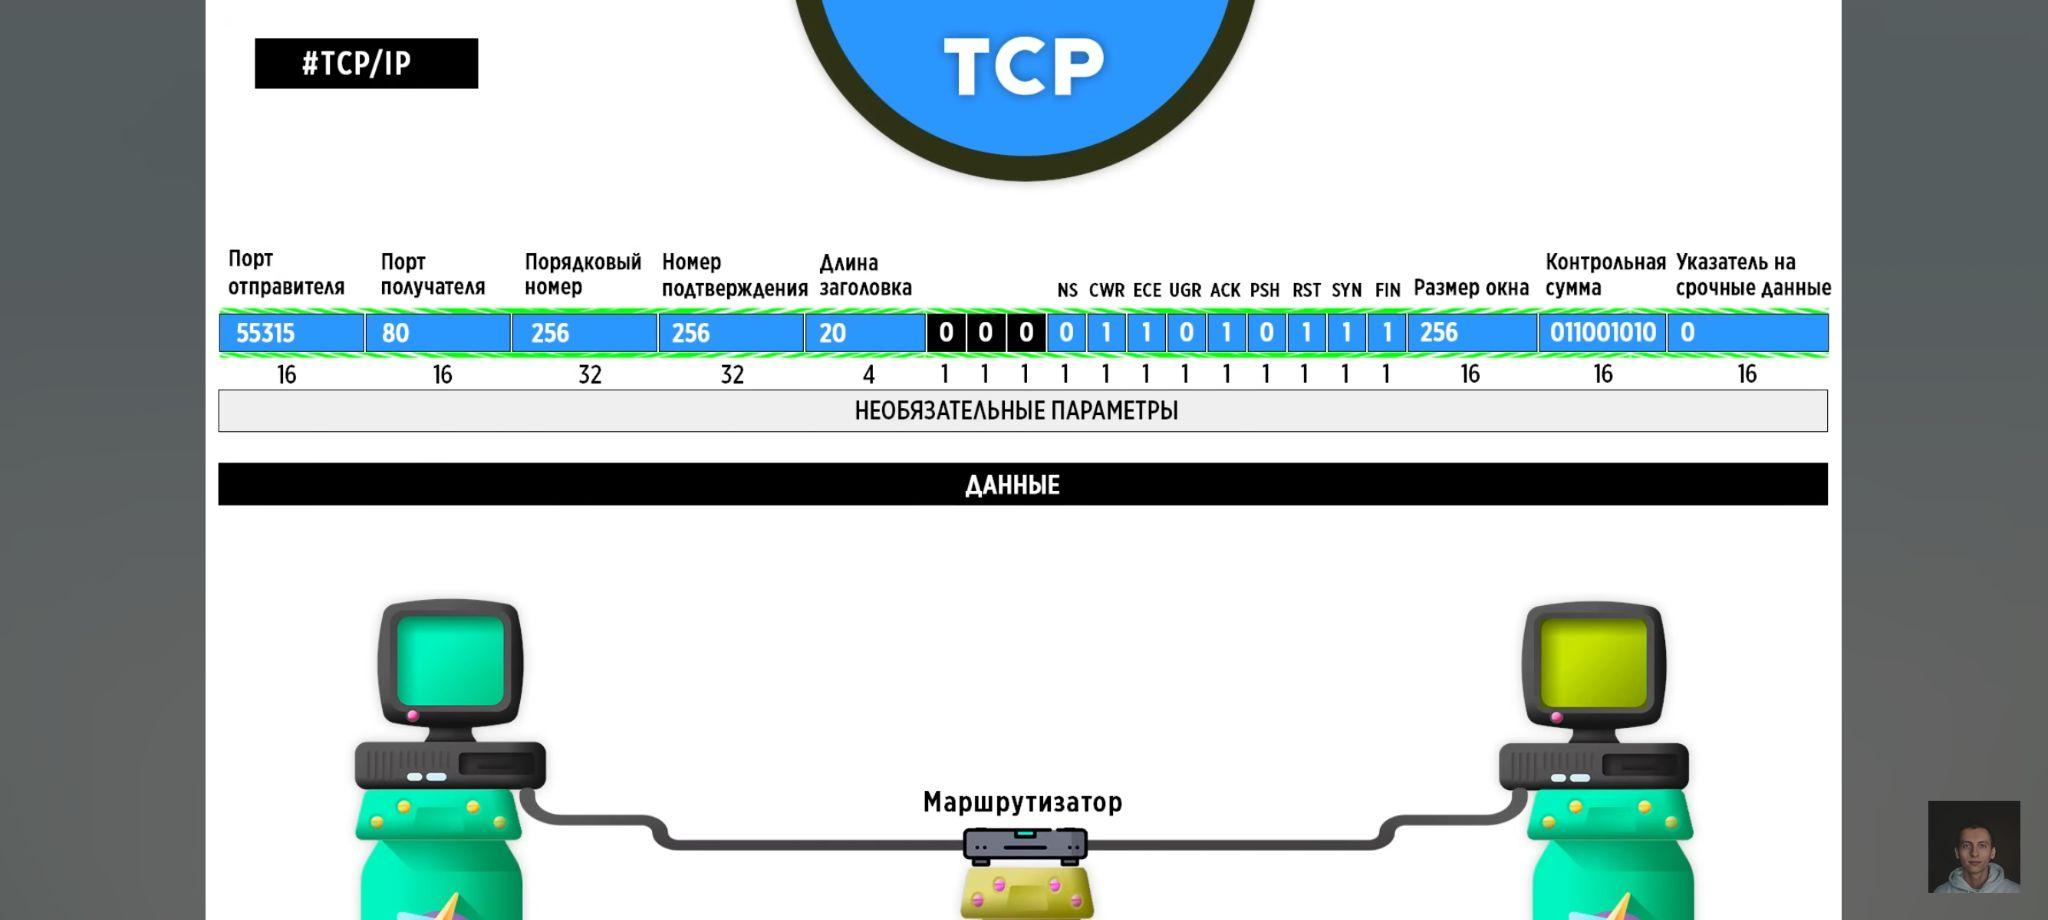 #TCP/IP
TCP
Порт отправителя
Порт получателя
Порядковый номер
Номер подтверждения
Длина заголовка
NS CWR ECE UGR ACK PSH RST SYN FIN
Размер окна
Контрольная сумма
Указатель на срочные данные
55315 80 256 256 20 0 0 0 0 1 1 0 1 0 1 1 1 256 011001010 0
16 16 32 32 4 1 1 1 1 1 1 1 1 1 1 1 1 16 16 16
НЕОБЯЗАТЕЛЬНЫЕ ПАРАМЕТРЫ
ДАННЫЕ
Маршрутизатор